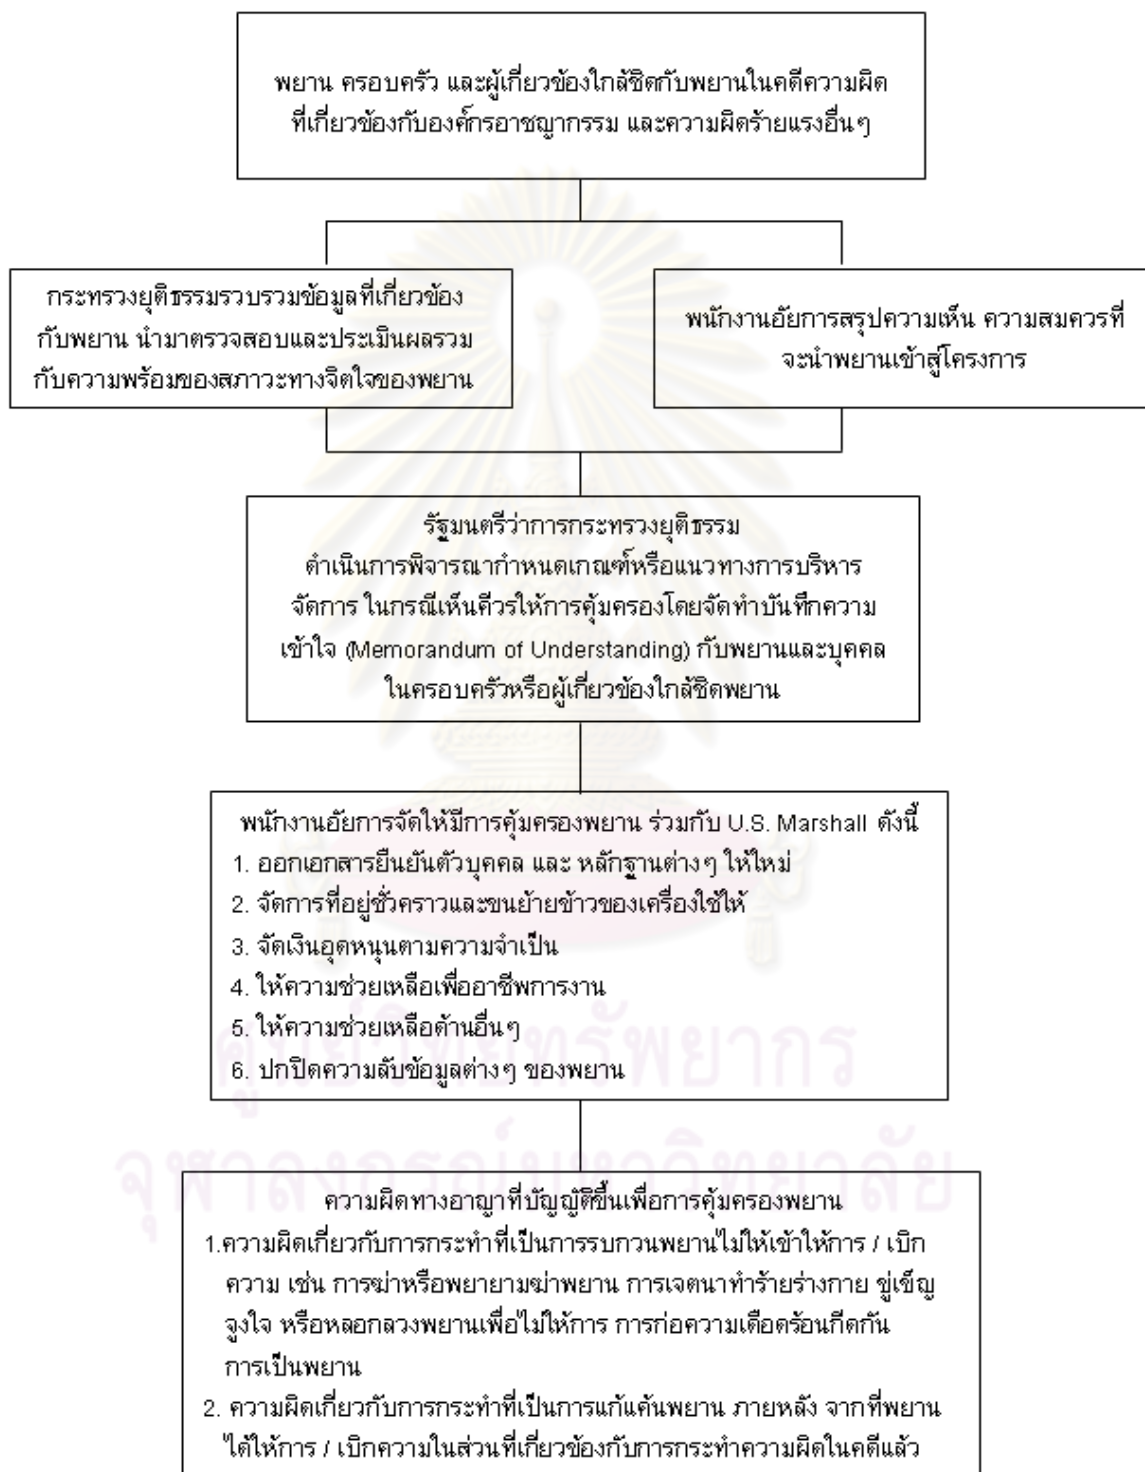 พยาน ครอบครัว และผู้เกี่ยวข้องใกล้ชิดกับพยานในคดีความผิด
ที่เกี่ยวข้องกับองค์กรอาชญากรรม และความผิดร้ายแรงอื่นๆ
กระทรวงยุติธรรมรวบรวมข้อมูลที่เกี่ยวข้อง
กับพยาน นำมาตรวจสอบและประเมินผลรวม
กับความพร้อมของสภาวะทางจิตใจของพยาน
พนักงานอัยการสรุปความเห็น ความสมควรที่
จะนำพยานเข้าสู่โครงการ
รัฐมนตรีว่าการกระทรวงยุติธรรม
ดำเนินการพิจารณากำหนดเกณฑ์หรือแนวทางการบริหาร
จัดการ ในกรณีเห็นคีวรให้การคุ้มครองโดยจัดทำบันทึกความ
เข้าใจ (Memorandum of Understanding) กับพยานและบุคคล
ในครอบครัวหรือผู้เกี่ยวข้องใกล้ชิดพยาน
พนักงานอัยการจัดให้มีการคุ้มครองพยาน ร่วมกับ U.S. Marshall ดังนี้
1. ออกเอกสารยืนยันตัวบุคคล และ หลักฐานต่างๆ ให้ใหม่
2. จัดการที่อยู่ชั่วคราวและขนย้ายข้าวของเครื่องใช้ให้
3. จัดเงินอุดหนุนตามความจำเป็น
4. ให้ความช่วยเหลือเพื่ออาชีพการงาน
5. ให้ความช่วยเหลือด้านอื่นๆ
6. ปกปิดความลับข้อมูลต่างๆ ของพยาน
ศูนย์วิทยทรัพยากร
จุฬาลงกรณ์มหาวิทยาลัย
ความผิดทางอาญาที่บัญญัติขึ้นเพื่อการคุ้มครองพยาน
1.ความผิดเกี่ยวกับการกระทำที่เป็นการรบกวนพยานไม่ให้เข้าให้การ / เบิก
ความ เช่น การฆ่าหรือพยายามฆ่าพยาน การเจตนาทำร้ายร่างกาย ขู่เข็ญ
จูงใจ หรือหลอกลวงพยานเพื่อไม่ให้การ การก่อความเดือดร้อนกีดกัน
การเป็นพยาน
2. ความผิดเกี่ยวกับการกระทำที่เป็นการแก้แค้นพยาน ภายหลัง จากที่พยาน
ได้ให้การ / เบิกความในส่วนที่เกี่ยวข้องกับการกระทำความผิดในคดีแล้ว